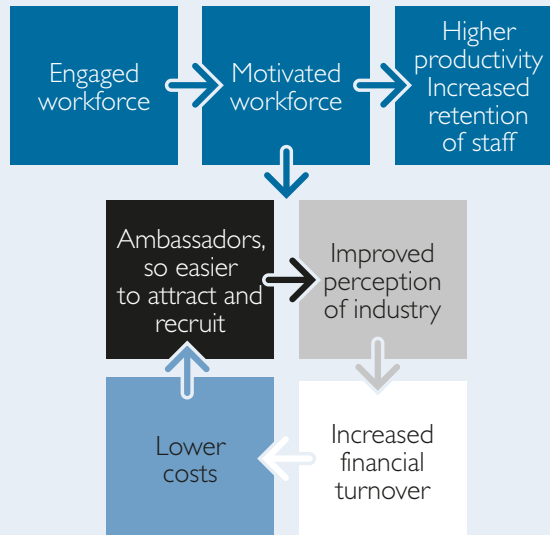 Engaged
workforce
Motivated
workforce
Higher
productivity
Increased
retention
of staff
Ambassadors,
so easier
to attract and
recruit
Improved
perception
of industry
Lower
costs
Increased
financial
turnover